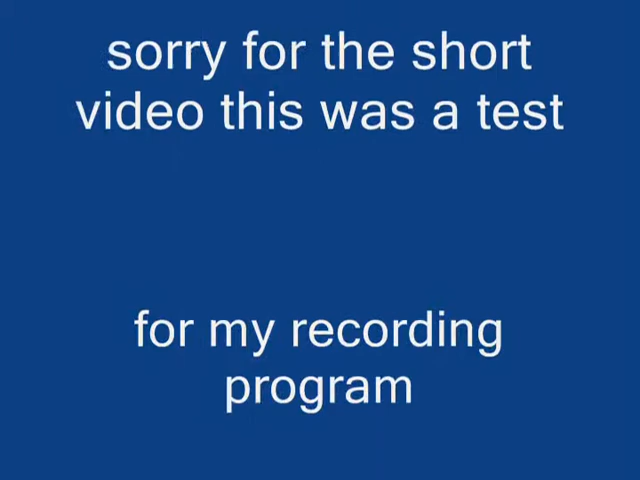 sorry for the short
video this was a test
for my recording
program